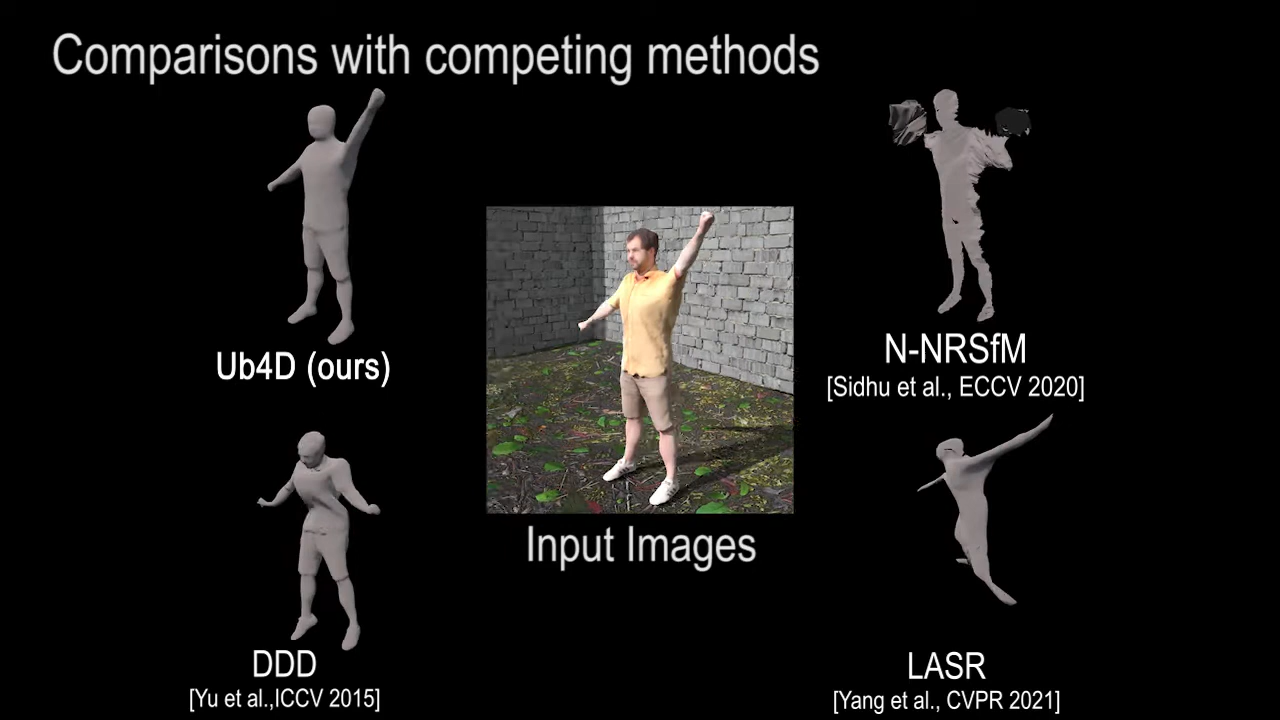 Comparisons with competing methods
Ub4D (ours)
N-NRSfM
[Sidhu et al., ECCV 2020]
Input Images
DDD
[Yu et al.,ICCV 2015]
LASR
[Yang et al., CVPR 2021]